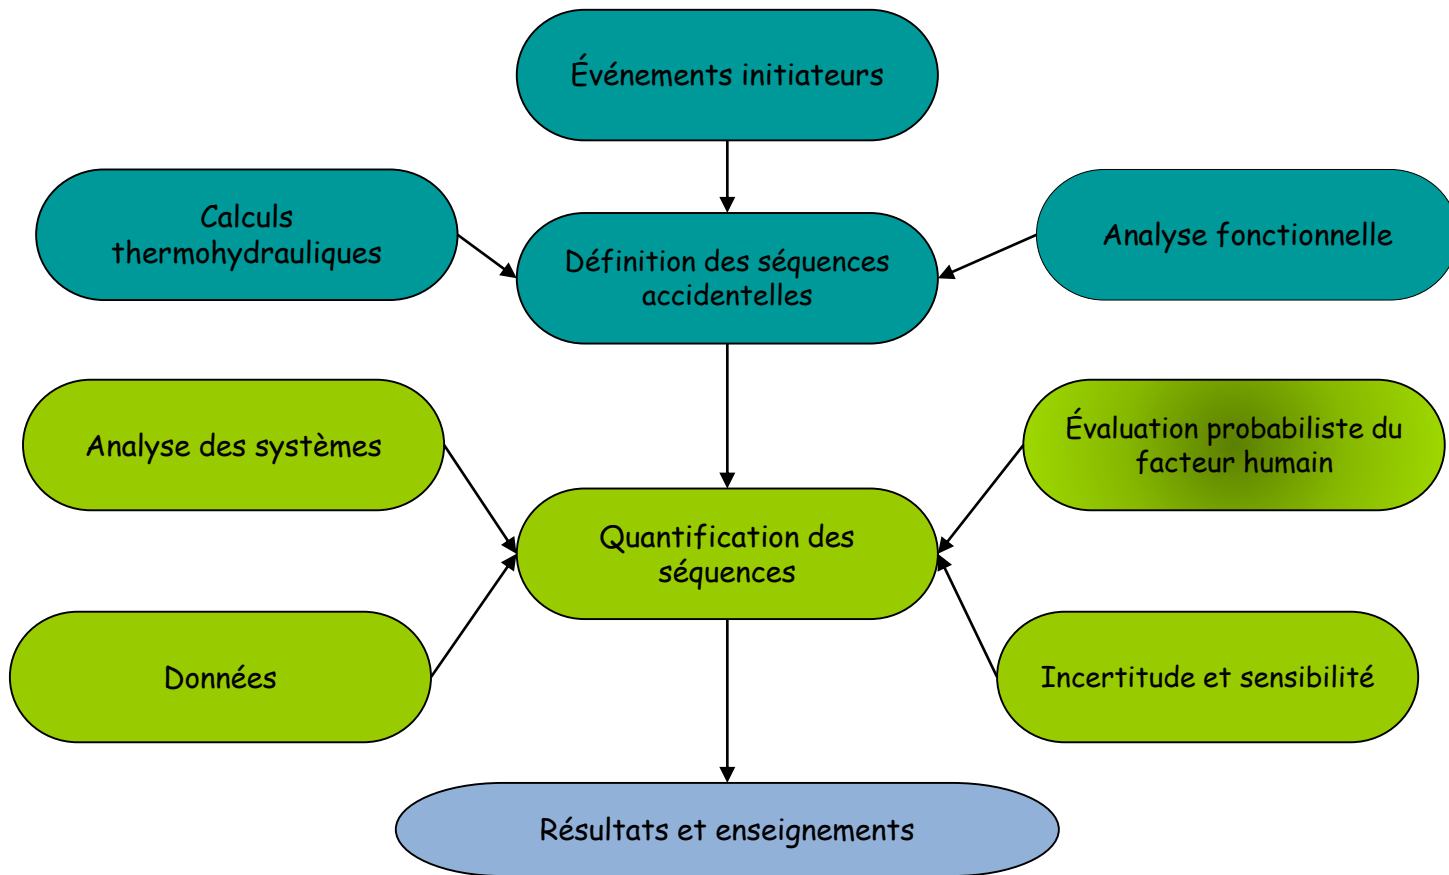 Événements initiateurs
Calculs
thermohydrauliques
Définition des séquences
accidentelles
Analyse fonctionnelle
Analyse des systèmes
Évaluation probabiliste du
facteur humain
Quantification des
séquences
Données
Incertitude et sensibilité
Résultats et enseignements